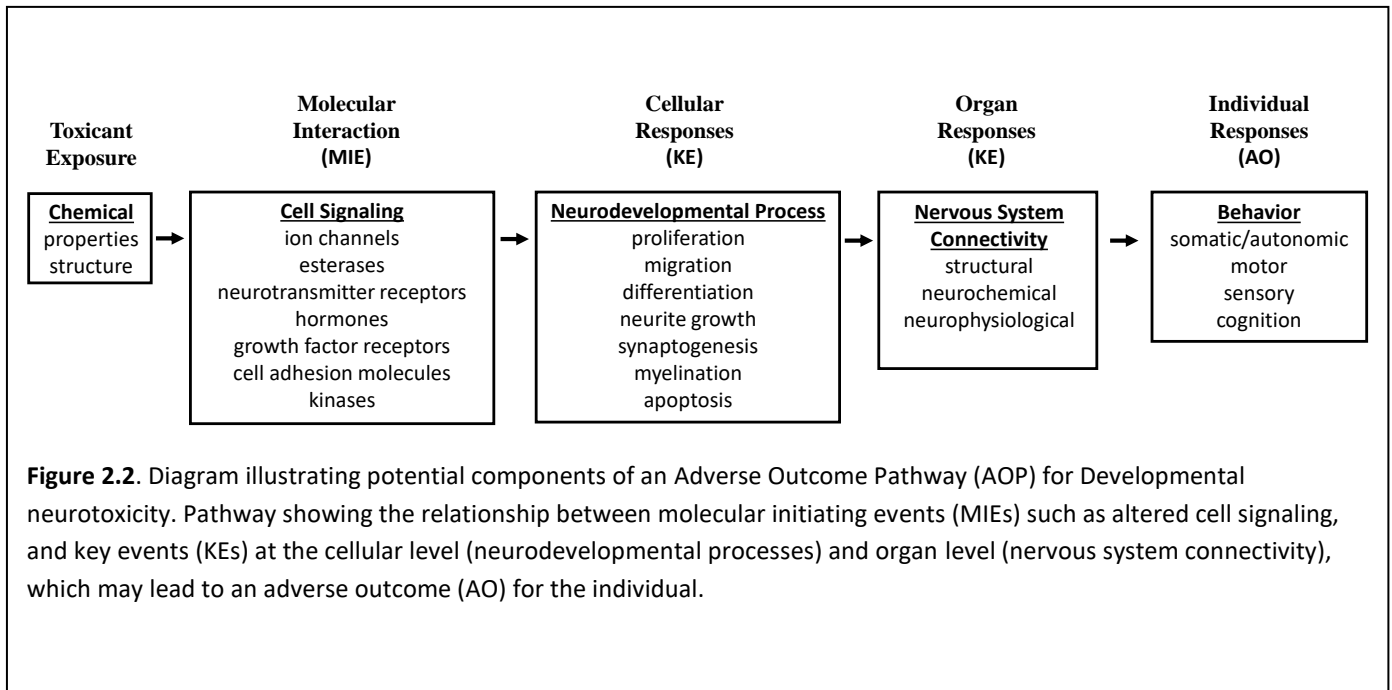 Toxicant
Exposure
Molecular
Interaction
(MIE)
Cellular
Responses
(KE)
Organ
Responses
(KE)
Individual
Responses
(AO)
Chemical
properties
structure
Cell Signaling
ion channels
esterases
neurotransmitter receptors
hormones
growth factor receptors
cell adhesion molecules
kinases
Neurodevelopmental Process
proliferation
migration
differentiation
neurite growth
synaptogenesis
myelination
apoptosis
Nervous System
Connectivity
structural
neurochemical
neurophysiological
Behavior
somatic/autonomic
motor
sensory
cognition
Figure 2.2. Diagram illustrating potential components of an Adverse Outcome Pathway (AOP) for Developmental
neurotoxicity. Pathway showing the relationship between molecular initiating events (MIEs) such as altered cell signaling,
and key events (KEs) at the cellular level (neurodevelopmental processes) and organ level (nervous system connectivity),
which may lead to an adverse outcome (AO) for the individual.